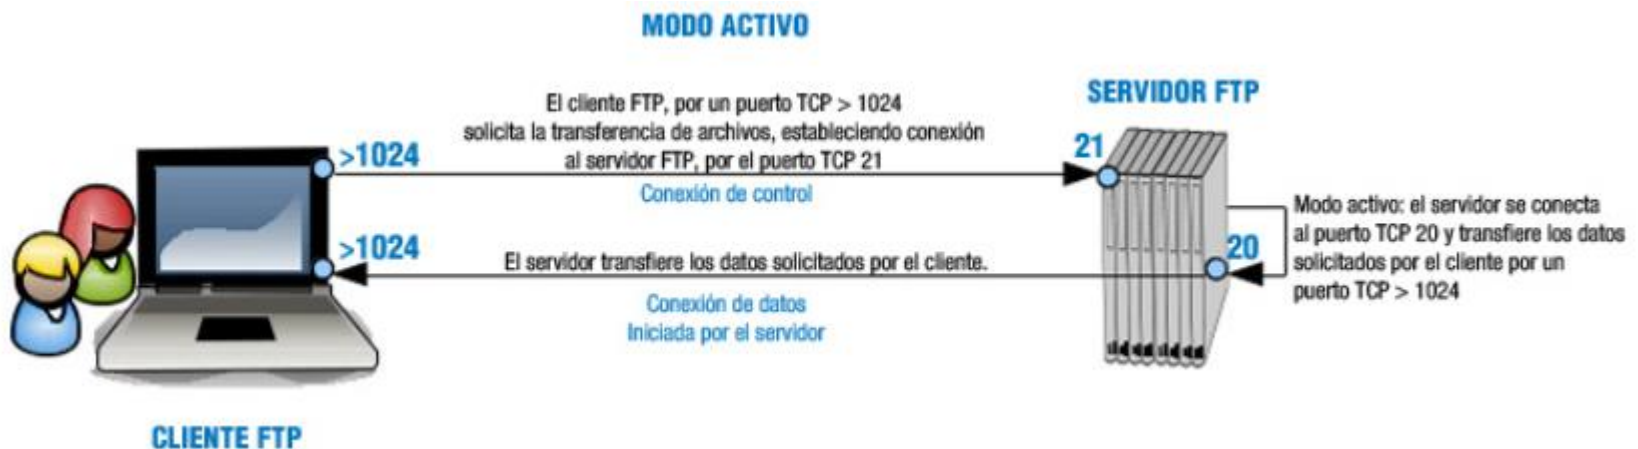 MODO ACTIVO
El cliente FTP, por un puerto TCP > 1024
solicita la transferencia de archivos, estableciendo conexión
al servidor FTP, por el puerto TCP 21
SERVIDOR FTP
>1024
21
Conexión de control
Modo activo: el servidor se conecta
al puerto TCP 20 y transfiere los datos
solicitados por el cliente por un
puerto TCP > 1024
>1024
El servidor transfiere los datos solicitados por el cliente.
20
Conexión de datos
Iniciada por el servidor
CLIENTE FTP